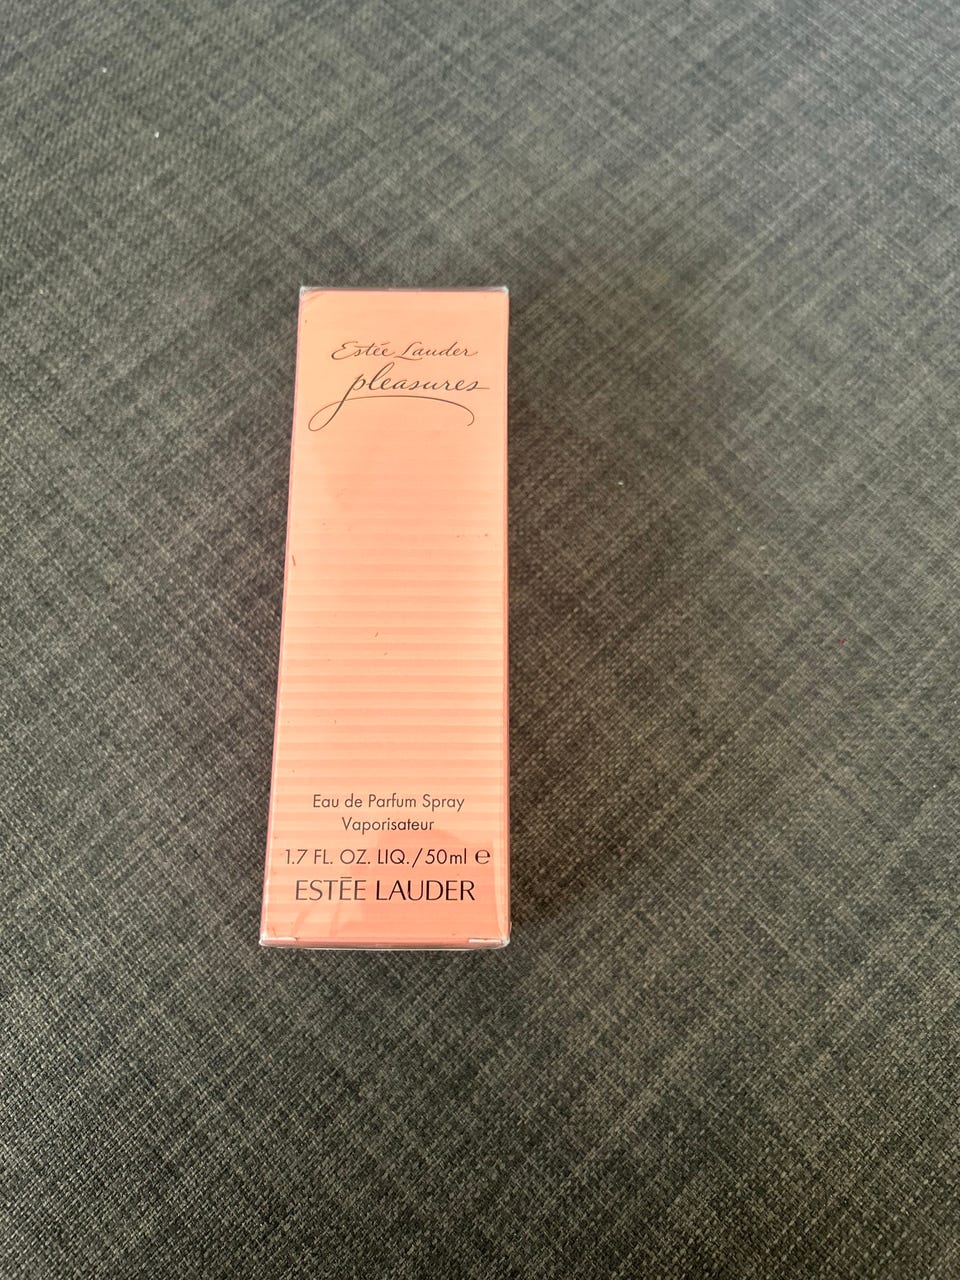 Estée Lauder
pleasures
Eau de Parfum Spray
Vaporisateur
1.7 FL. OZ. LIQ./50ml ℮
ESTĒE LAUDER